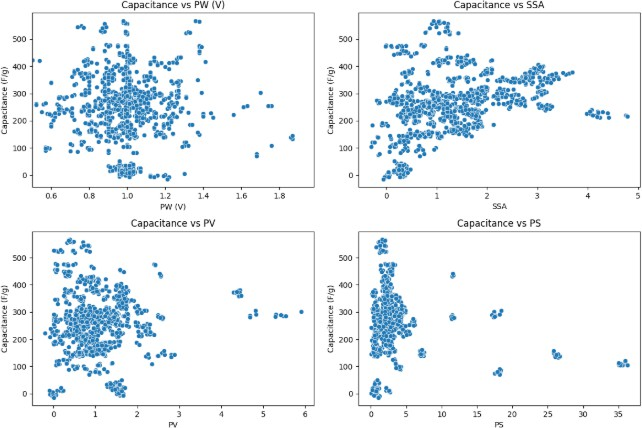 Capacitance vs PW (V)
Capacitance (F/g)
500
400
300
200
100
0
0.6 0.8 1.0 1.2 1.4 1.6 1.8
PW (V)
Capacitance vs SSA
Capacitance (F/g)
500
400
300
200
100
0
0 1 2 3 4 5
SSA
Capacitance vs PV
Capacitance (F/g)
500
400
300
200
100
0
0 1 2 3 4 5 6
PV
Capacitance vs PS
Capacitance (F/g)
500
400
300
200
100
0
0 5 10 15 20 25 30 35
PS